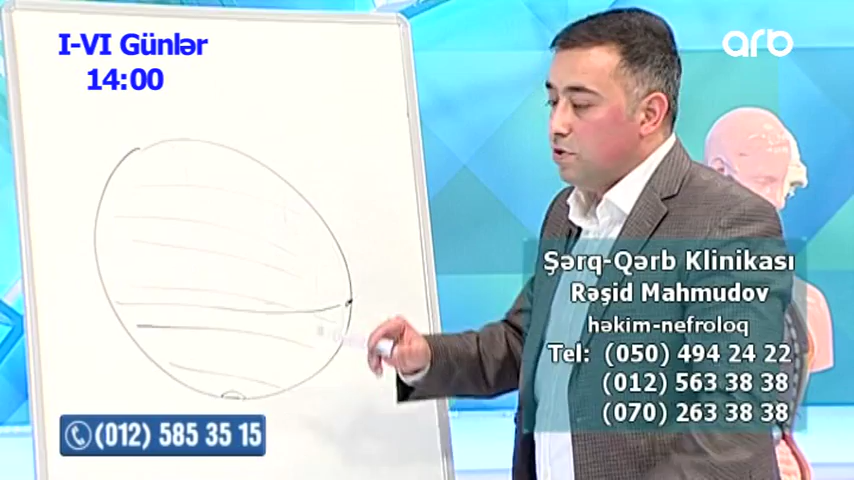 I-VI Günlər
14:00
arb
Şərq-Qərb Klinikası
Rəşid Mahmudov
həkim-nefroloq
Tel: (050) 494 24 22
(012) 563 38 38
(070) 263 38 38
(012) 585 35 15